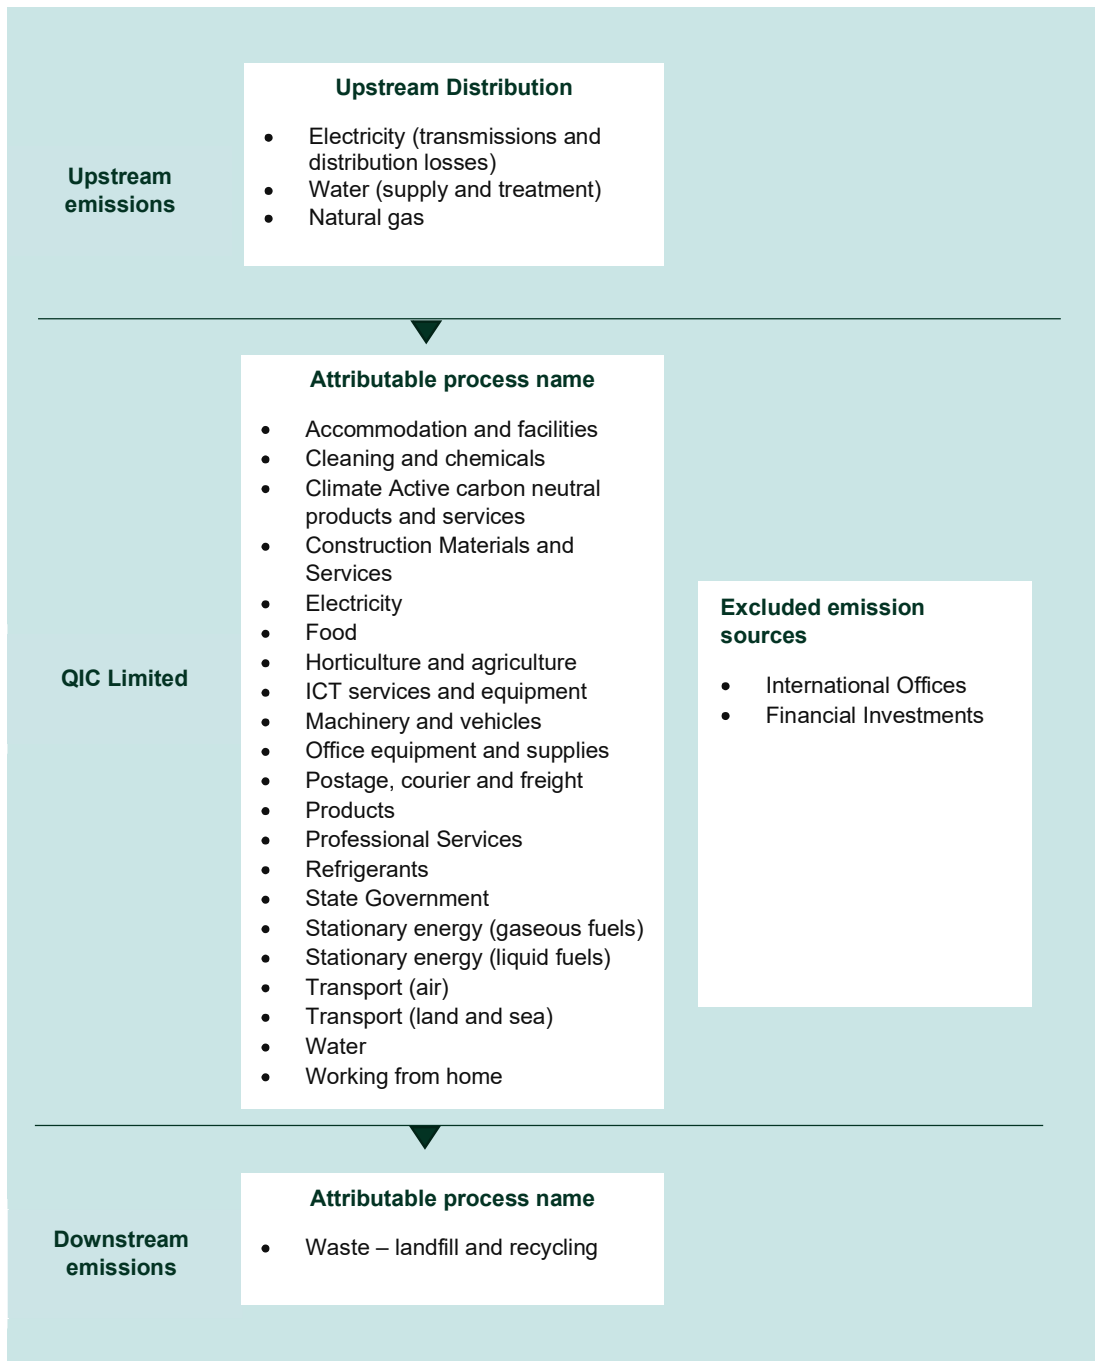 Upstream Distribution
• Electricity (transmissions and
distribution losses)
• Water (supply and treatment)
• Natural gas
Upstream
emissions
Attributable process name
• Accommodation and facilities
• Cleaning and chemicals
• Climate Active carbon neutral
products and services
• Construction Materials and
Services
• Electricity
• Food
• Horticulture and agriculture
• ICT services and equipment
• Machinery and vehicles
• Office equipment and supplies
• Postage, courier and freight
• Products
• Professional Services
• Refrigerants
• State Government
• Stationary energy (gaseous fuels)
• Stationary energy (liquid fuels)
• Transport (air)
• Transport (land and sea)
• Water
• Working from home
QIC Limited
Excluded emission
sources
• International Offices
• Financial Investments
Attributable process name
• Waste – landfill and recycling
Downstream
emissions